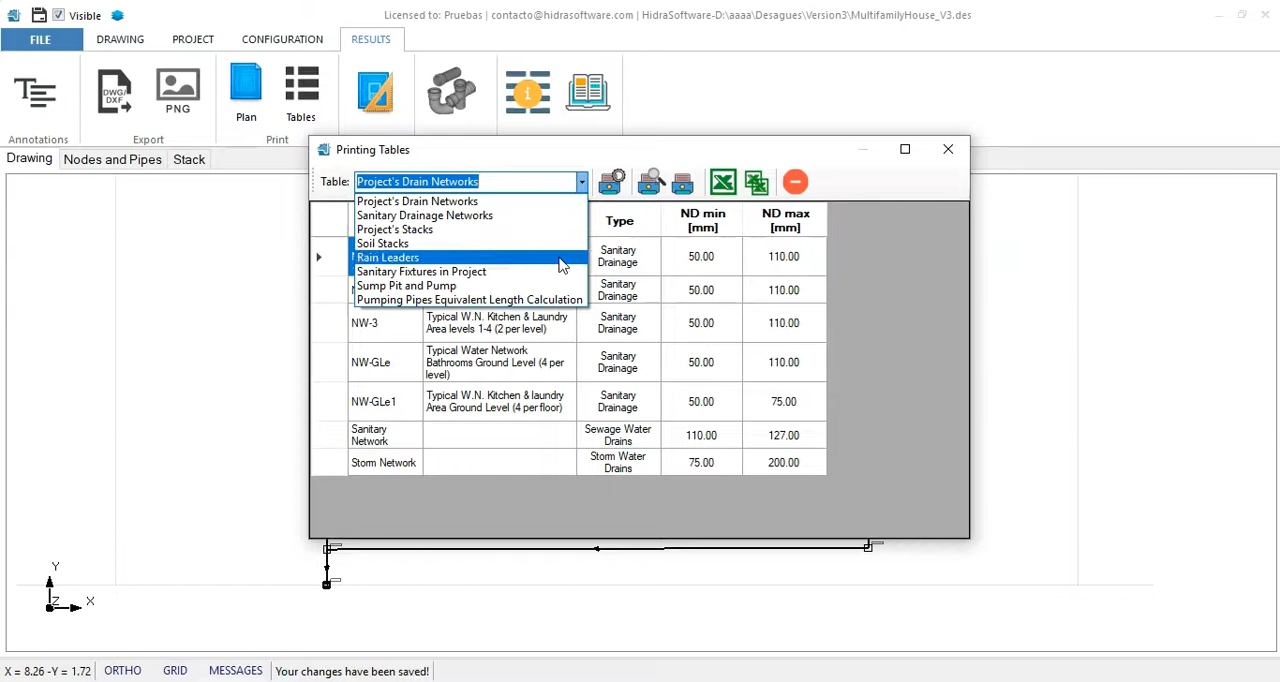 Visible
Licensed to: Pruebas | contacto@hidrasoftware.com | HidraSoftware-D:\aaaa\Desagues\Version3\MultifamilyHouse_V3.des
FILE
DRAWING
PROJECT
CONFIGURATION
RESULTS
DWG/
DXF
PNG
Plan
Tables
Annotations
Export
Print
Drawing
Nodes and Pipes
Stack
Printing Tables
Table:
Project's Drain Networks
Project's Drain Networks
Sanitary Drainage Networks
Project's Stacks
Soil Stacks
Rain Leaders
Sanitary Fixtures in Project
Sump Pit and Pump
Pumping Pipes Equivalent Length Calculation
Type
ND min
[mm]
ND max
[mm]
Sanitary
Drainage
50.00
110.00
Sanitary
Drainage
50.00
110.00
NW-3
Typical W.N. Kitchen & Laundry
Area levels 1-4 (2 per level)
Sanitary
Drainage
50.00
110.00
NW-GLe
Typical Water Network
Bathrooms Ground Level (4 per
level)
Sanitary
Drainage
50.00
110.00
NW-GLe1
Typical W.N. Kitchen & laundry
Area Ground Level (4 per floor)
Sanitary
Drainage
50.00
75.00
Sanitary
Network
Sewage Water
Drains
110.00
127.00
Storm Network
Storm Water
Drains
75.00
200.00
Y
Z
X
X = 8.26 -Y = 1.72
ORTHO
GRID
MESSAGES
Your changes have been saved!